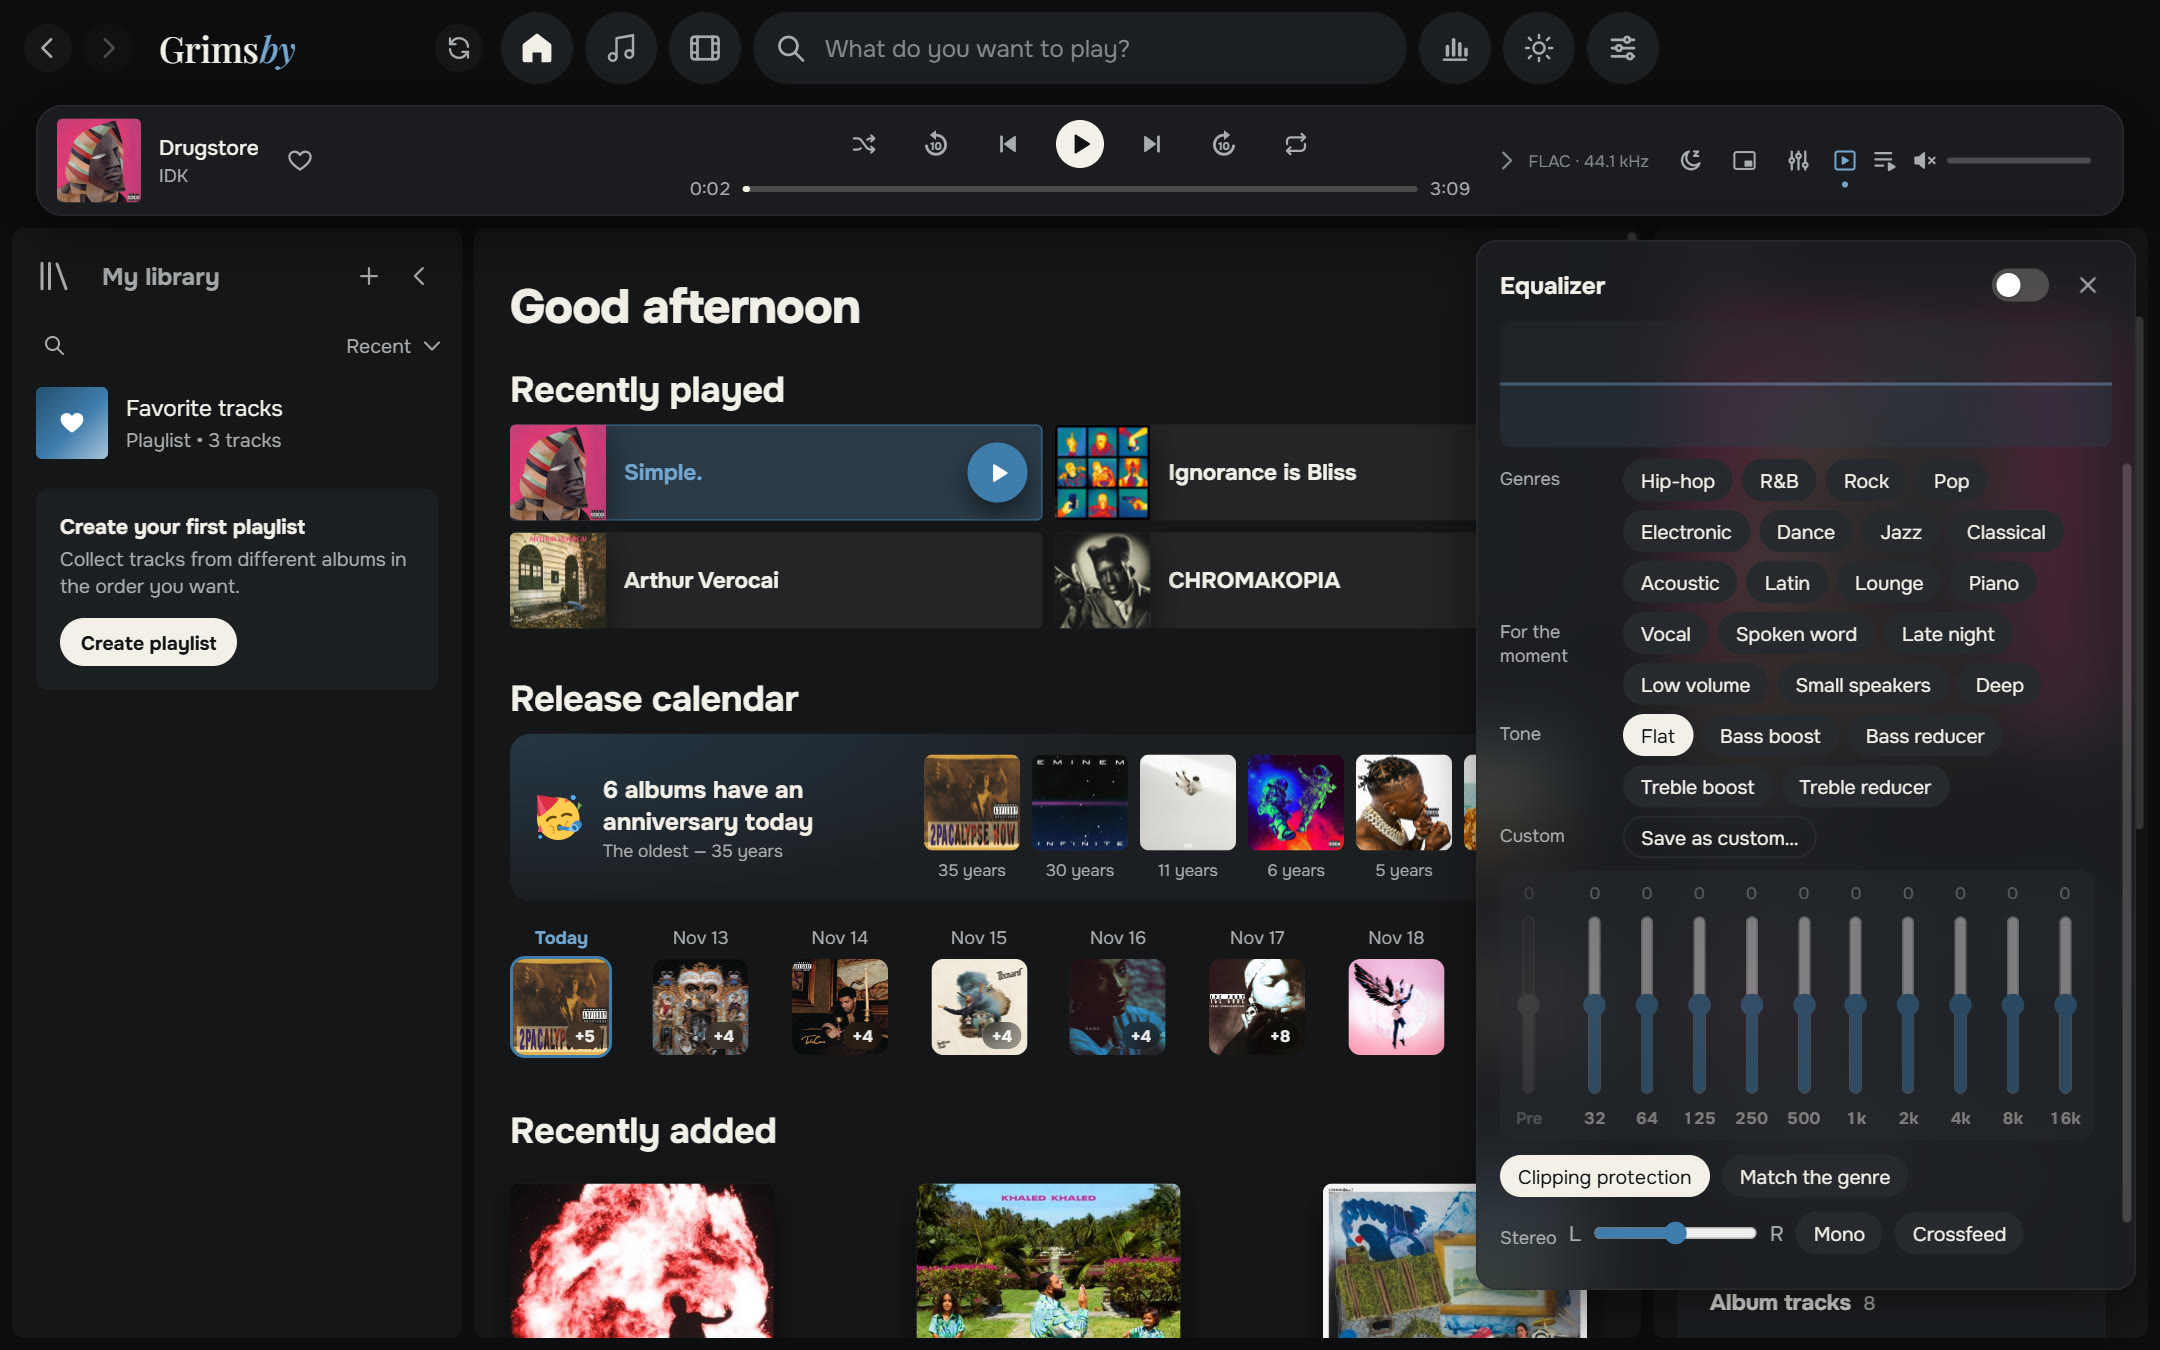 Grimsby
What do you want to play?
Drugstore
IDK
10
10
0:02
3:09
FLAC · 44.1 kHz
My library
Recent
Favorite tracks
Playlist • 3 tracks
Create your first playlist
Collect tracks from different albums in
the order you want.
Create playlist
Good afternoon
Recently played
Simple.
Ignorance is Bliss
Arthur Verocai
CHROMAKOPIA
Release calendar
6 albums have an
anniversary today
The oldest – 35 years
2PACALYPSE NOW
35 years
EMINEM
INFINITE
30 years
11 years
6 years
5 years
Today
Nov 13
Nov 14
Nov 15
Nov 16
Nov 17
Nov 18
+5
+4
+4
+4
+4
+8
Recently added
KHALED KHALED
Equalizer
Genres
Hip-hop
R&B
Rock
Pop
Electronic
Dance
Jazz
Classical
Acoustic
Latin
Lounge
Piano
For the
moment
Vocal
Spoken word
Late night
Low volume
Small speakers
Deep
Tone
Flat
Bass boost
Bass reducer
Treble boost
Treble reducer
Custom
Save as custom...
0 0 0 0 0 0 0 0 0 0 0
Pre 32 64 125 250 500 1k 2k 4k 8k 16k
Clipping protection
Match the genre
Stereo L R
Mono
Crossfeed
Album tracks 8